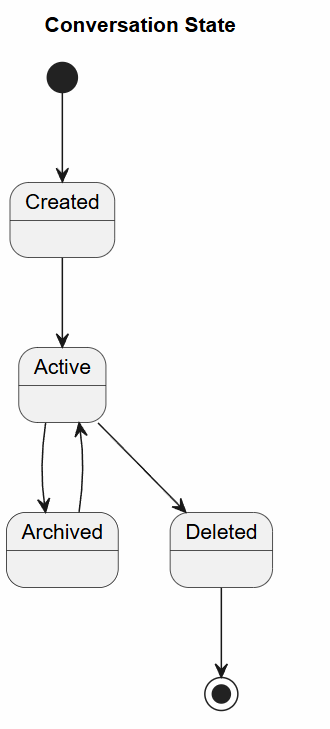 Conversation State
Created
Active
Archived
Deleted